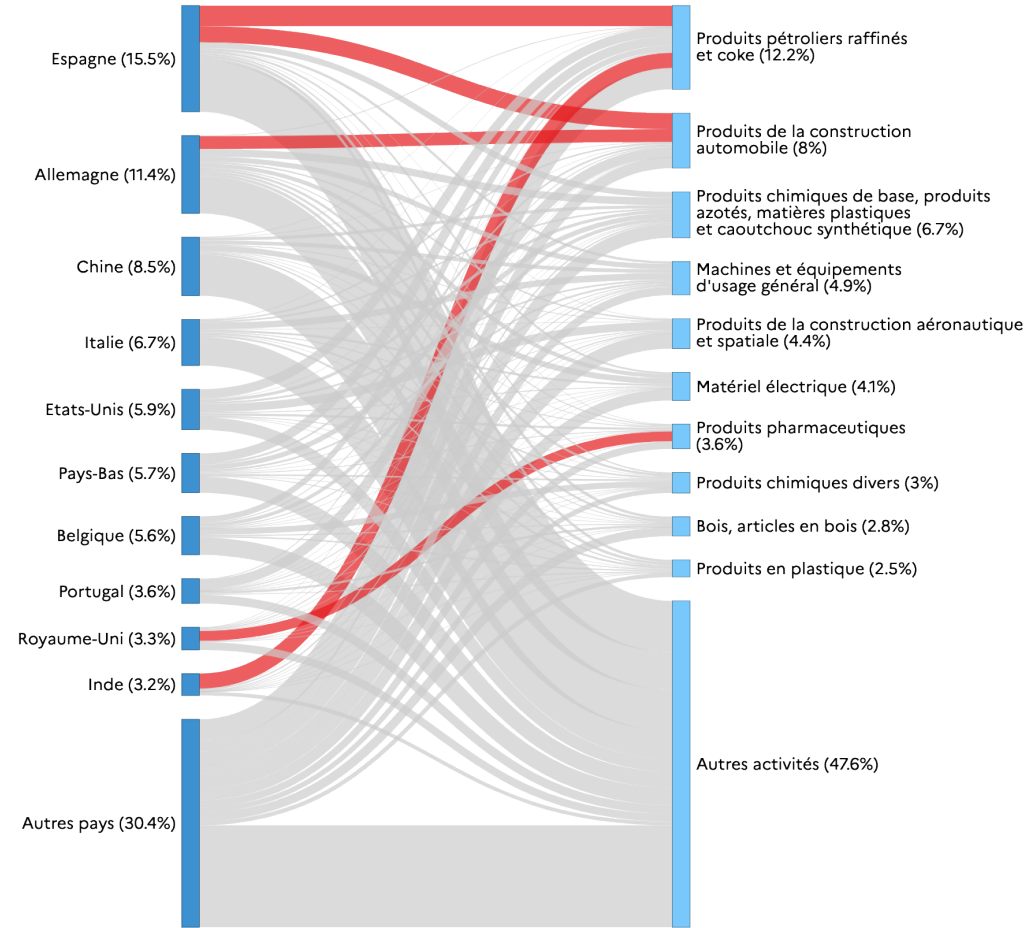 Espagne (15.5%)
Allemagne (11.4%)
Chine (8.5%)
Italie (6.7%)
Etats-Unis (5.9%)
Pays-Bas (5.7%)
Belgique (5.6%)
Portugal (3.6%)
Royaume-Uni (3.3%)
Inde (3.2%)
Autres pays (30.4%)
Produits pétroliers raffinés
et coke (12.2%)
Produits de la construction
automobile (8%)
Produits chimiques de base, produits
azotés, matières plastiques
et caoutchouc synthétique (6.7%)
Machines et équipements
d'usage général (4.9%)
Produits de la construction aéronautique
et spatiale (4.4%)
Matériel électrique (4.1%)
Produits pharmaceutiques
(3.6%)
Produits chimiques divers (3%)
Bois, articles en bois (2.8%)
Produits en plastique (2.5%)
Autres activités (47.6%)